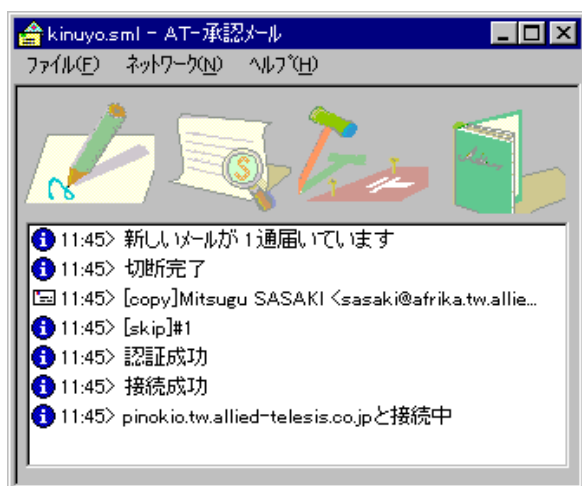 kinuyo.sml - AT-承認メール
ファイル(F) ネットワーク(N) ヘルプ(H)
11:45> 新しいメールが1通届いています
11:45> 切断完了
11:45> [copy]Mitsugu SASAKI <sasaki@afrika.tw.allie...
11:45> [skip]#1
11:45> 認証成功
11:45> 接続成功
11:45> pinokio.tw.allied-telesis.co.jpと接続中